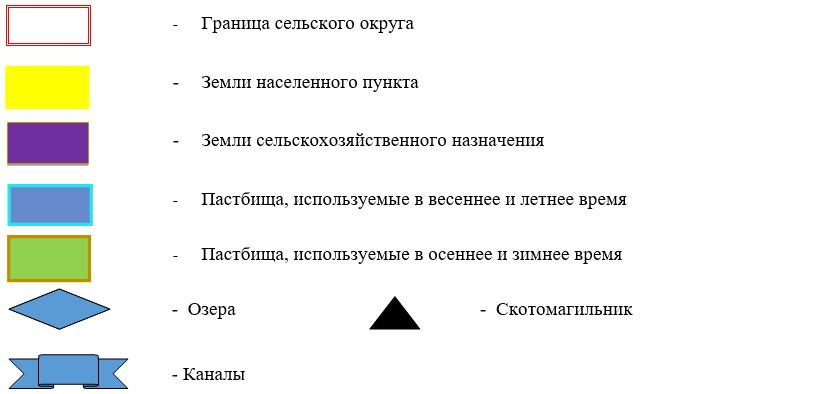 - Граница сельского округа
- Земли населенного пункта
- Земли сельскохозяйственного назначения
- Пастбища, используемые в весеннее и летнее время
- Пастбища, используемые в осеннее и зимнее время
- Озера - Скотомагильник
- Каналы